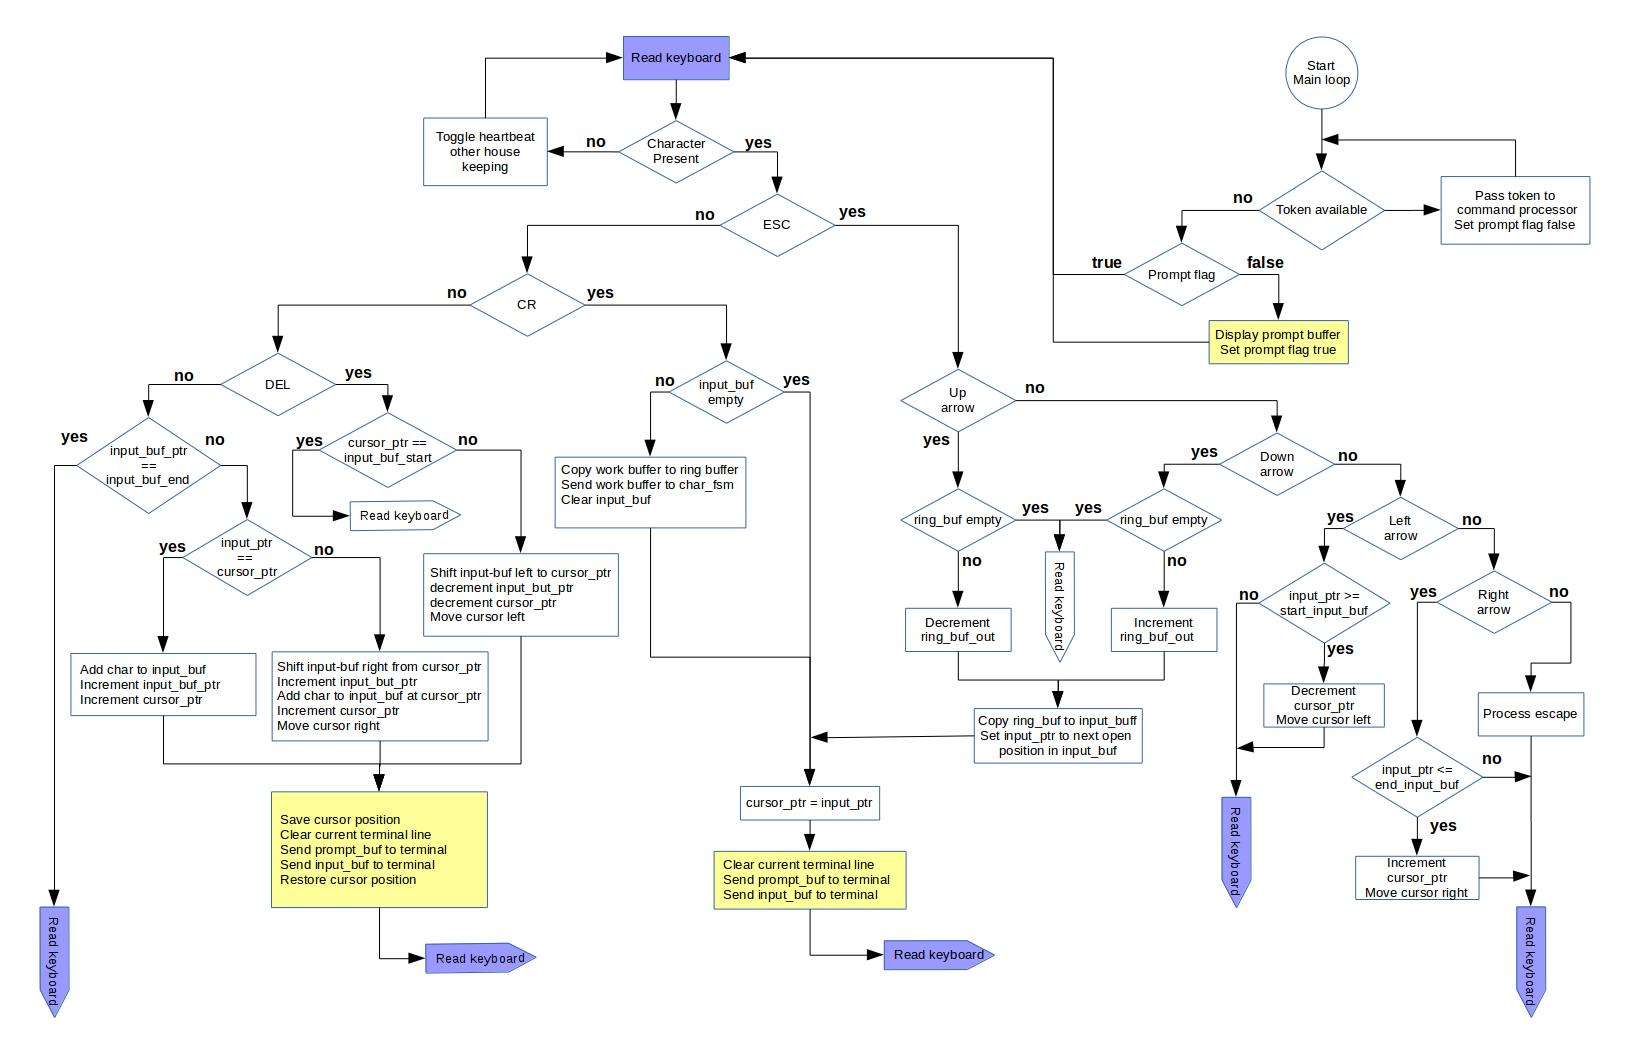 Read keyboard
Start
Main loop
Toggle heartbeat
other house
keeping
no
Character
Present
yes
Pass token to
command processor
Set prompt flag false
no
Token available
no
ESC
yes
true
Prompt flag
false
Display prompt buffer
Set prompt flag true
no
CR
yes
no
DEL
yes
no
input_buf
empty
yes
Up
arrow
no
yes
yes
input_buf_ptr
==
input_buf_end
no
yes
cursor_ptr ==
input_buf_start
no
Read keyboard
Copy work buffer to ring buffer
Send work buffer to char_fsm
Clear input_buf
yes
Down
arrow
no
ring_buf empty
yes
yes
ring_buf empty
no
no
Read keyboard
yes
Left
arrow
no
yes
input_ptr
==
cursor_ptr
no
Shift input-buf left to cursor_ptr
decrement input_but_ptr
decrement cursor_ptr
Move cursor left
Decrement
ring_buf_out
Increment
ring_buf_out
no
input_ptr >=
start_input_buf
yes
yes
Right
arrow
no
Add char to input_buf
Increment input_buf_ptr
Increment cursor_ptr
Shift input-buf right from cursor_ptr
Increment input_but_ptr
Add char to input_buf at cursor_ptr
Increment cursor_ptr
Move cursor right
Copy ring_buf to input_buff
Set input_ptr to next open
position in input_buf
Decrement
cursor_ptr
Move cursor left
Process escape
input_ptr <=
end_input_buf
no
yes
cursor_ptr = input_ptr
Save cursor position
Clear current terminal line
Send prompt_buf to terminal
Send input_buf to terminal
Restore cursor position
Clear current terminal line
Send prompt_buf to terminal
Send input_buf to terminal
Read keyboard
Increment
cursor_ptr
Move cursor right
Read keyboard
Read keyboard
Read keyboard
Read keyboard